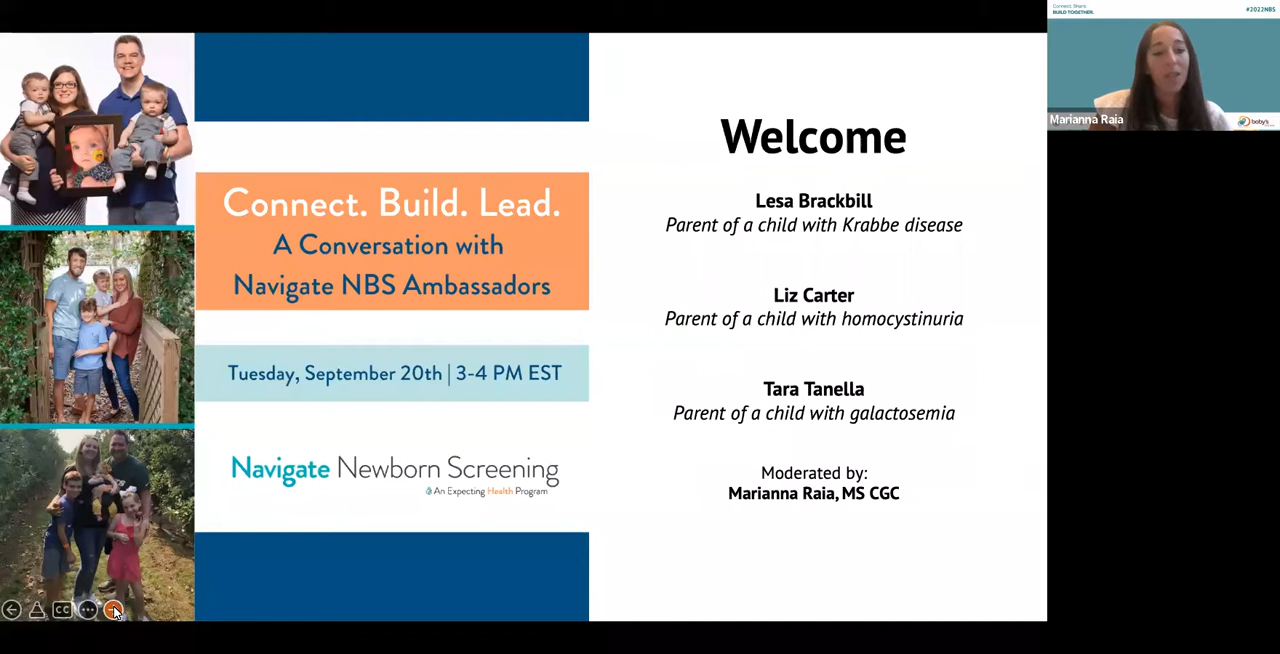 Connect. Build. Lead.
A Conversation with
Navigate NBS Ambassadors
Tuesday, September 20th | 3-4 PM EST
Navigate Newborn Screening
An Expecting Health Program
CC
Welcome
Lesa Brackbill
Parent of a child with Krabbe disease
Liz Carter
Parent of a child with homocystinuria
Tara Tanella
Parent of a child with galactosemia
Moderated by:
Marianna Raia, MS CGC
Connect. Share.
BUILD TOGETHER.
#2022NBS
Marianna Raia
baby's